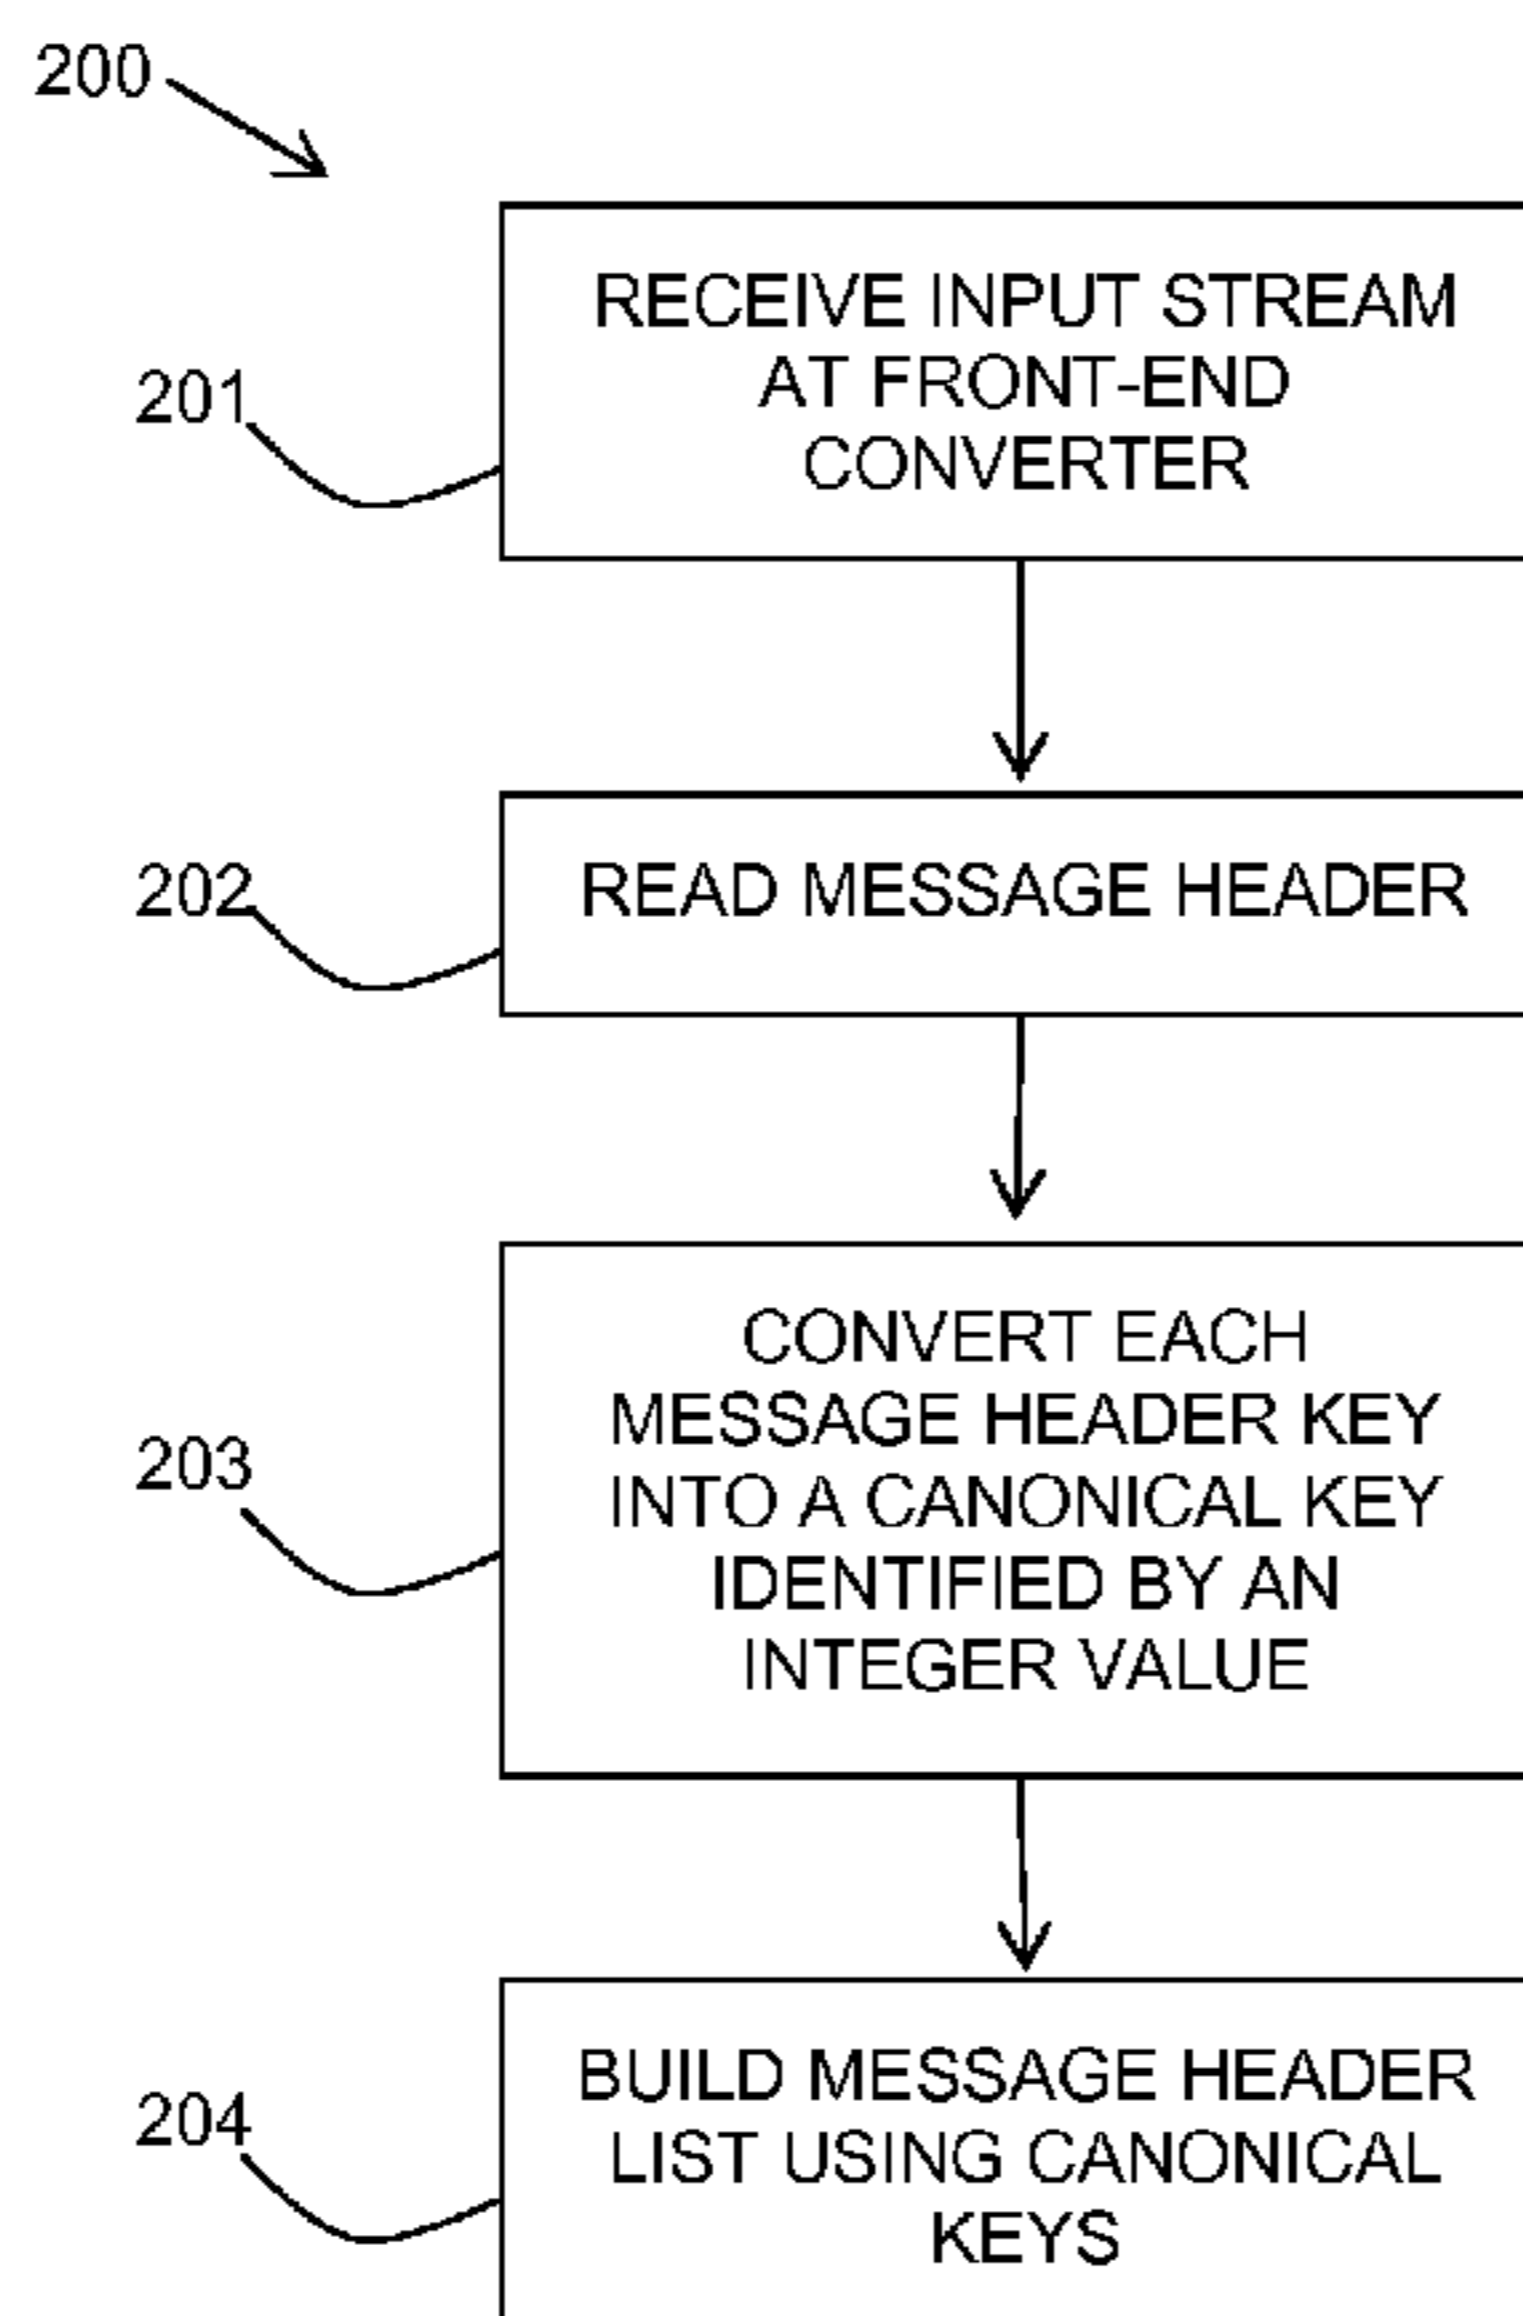 200
RECEIVE INPUT STREAM
AT FRONT-END
CONVERTER
201
READ MESSAGE HEADER
202
CONVERT EACH
MESSAGE HEADER KEY
INTO A CANONICAL KEY
IDENTIFIED BY AN
INTEGER VALUE
203
BUILD MESSAGE HEADER
LIST USING CANONICAL
KEYS
204